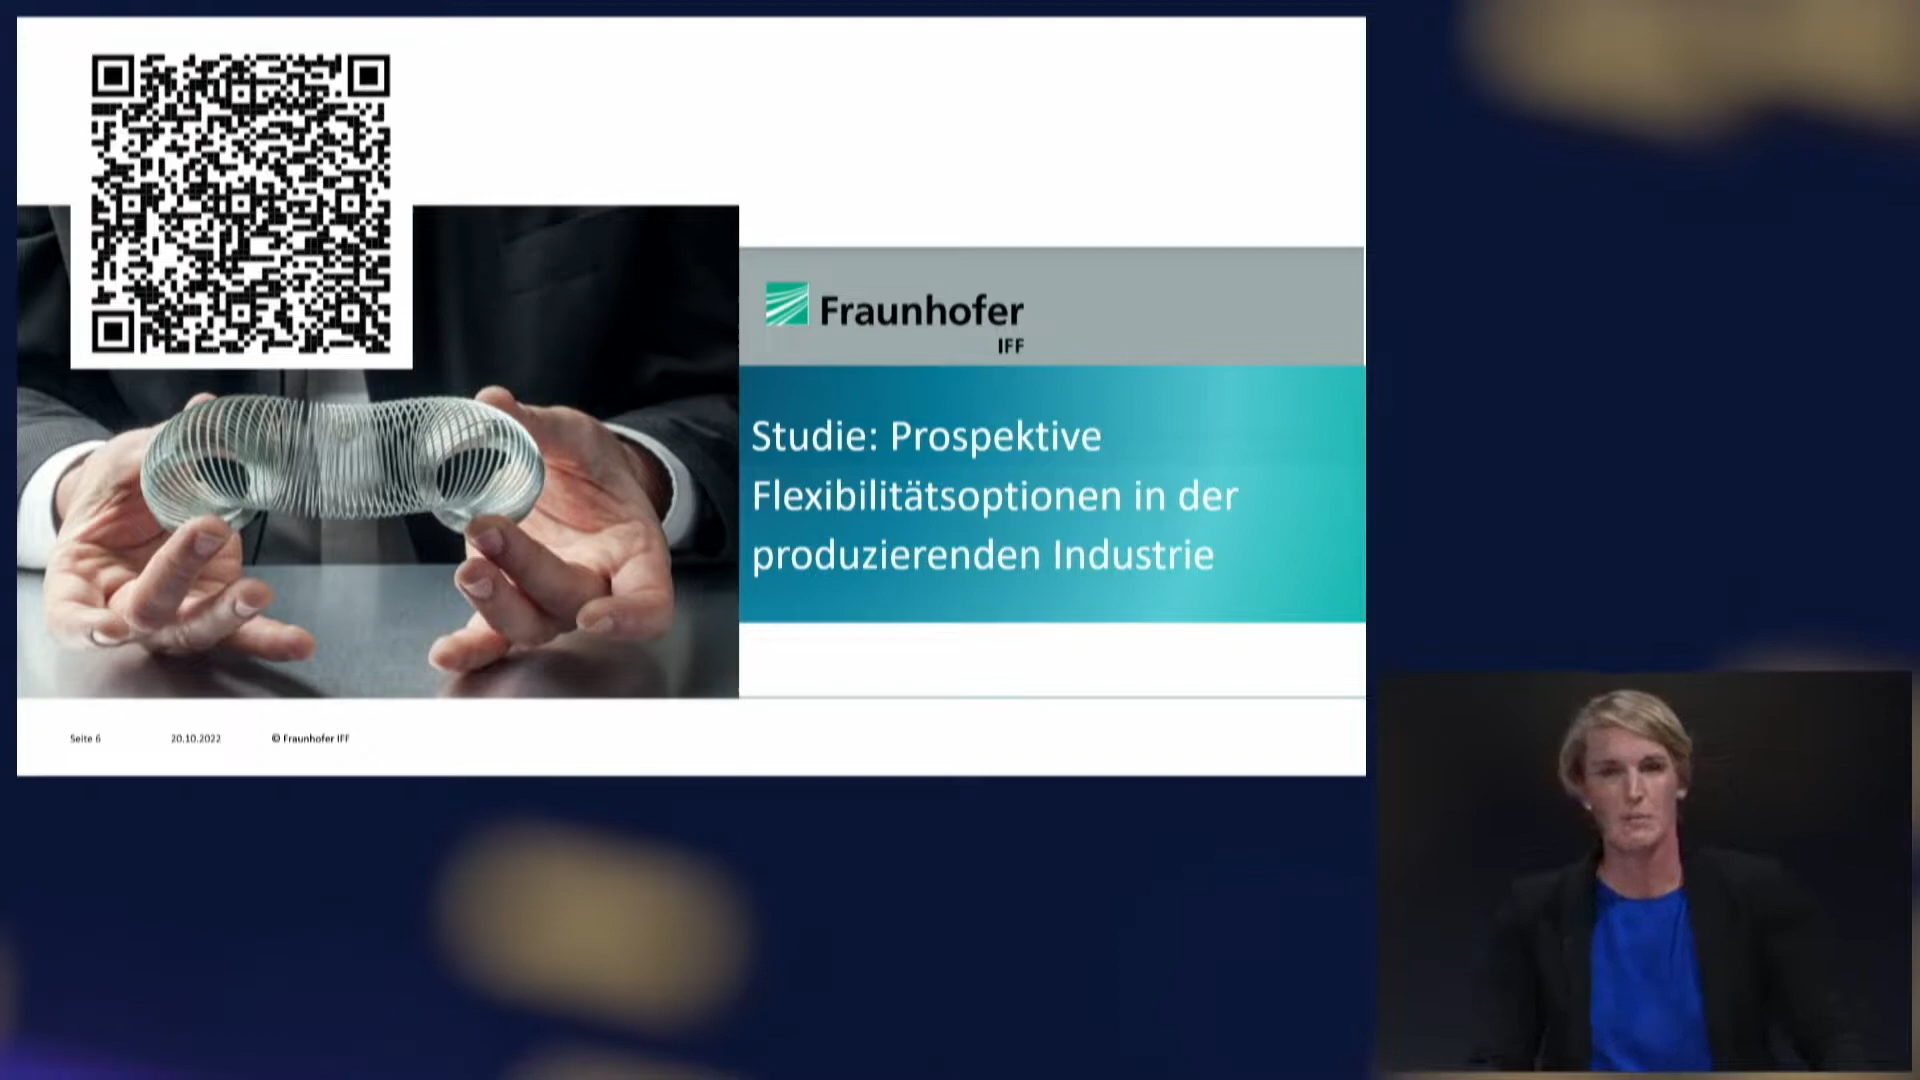 Fraunhofer
IFF
Studie: Prospektive
Flexibilitätsoptionen in der
produzierenden Industrie
Seite 6 20.10.2022 © Fraunhofer IFF